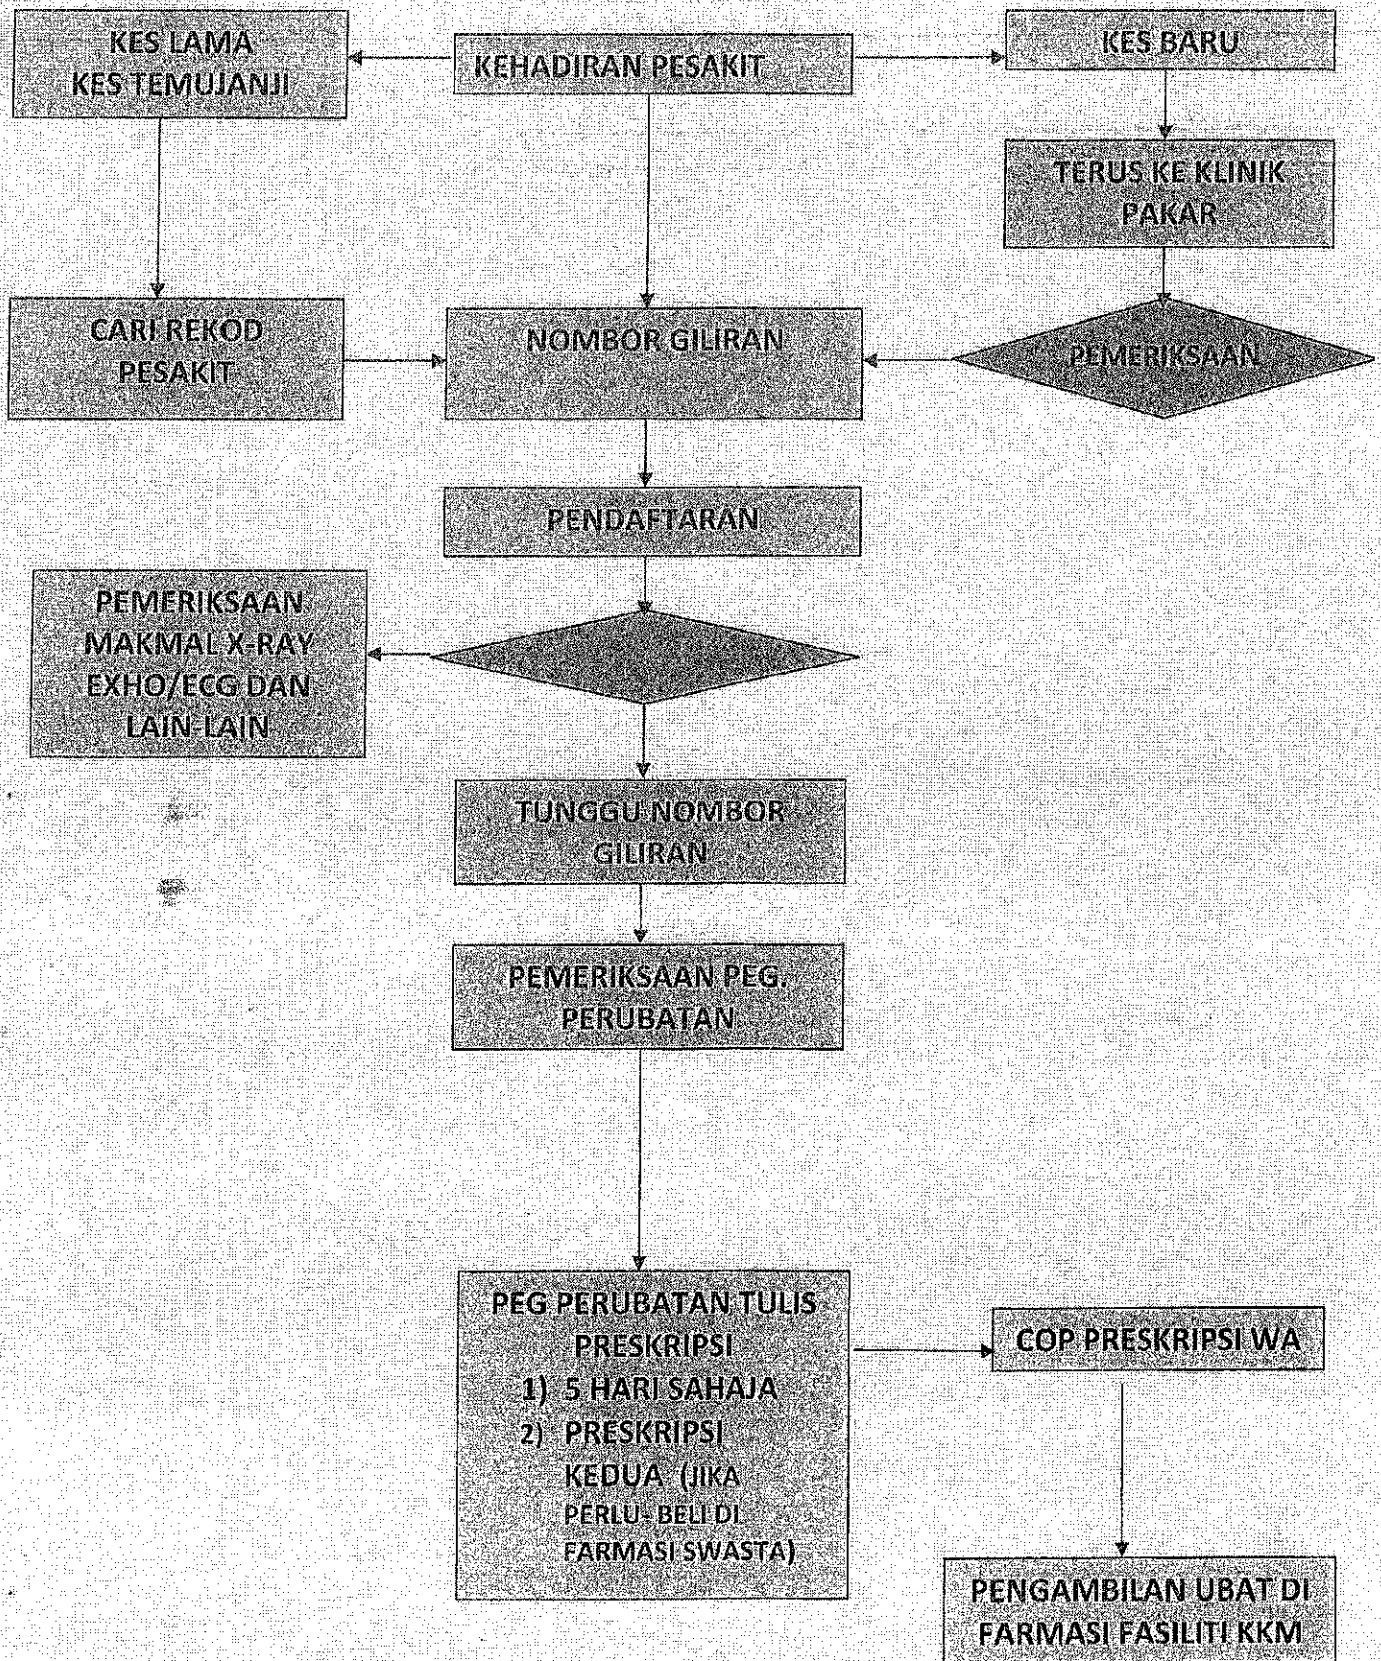 KES LAMA
KES TEMUJANJI
KEHADIRAN PESAKIT
KES BARU
TERUS KE KLINIK
PAKAR
CARI REKOD
PESAKIT
NOMBOR GILIRAN
PEMERIKSAAN
PENDAFTARAN
PEMERIKSAAN
MAKMAL X-RAY
EXHO/ECG DAN
LAIN-LAIN
TUNGGU NOMBOR
GILIRAN
PEMERIKSAAN PEG.
PERUBATAN
PEG PERUBATAN TULIS
PRESKRIPSI
1) 5 HARI SAHAJA
2) PRESKRIPSI
KEDUA (JIKA
PERLU- BELI DI
FARMASI SWASTA)
COP PRESKRIPSI WA
PENGAMBILAN UBAT DI
FARMASI FASILITI KKM